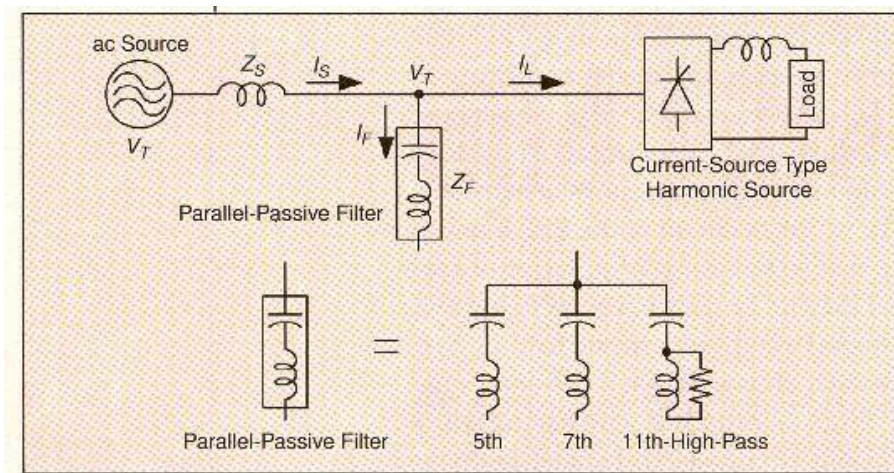 ac Source
Z_S
I_S
V_T
I_L
V_T
I_F
Z_F
Load
Current-Source Type
Harmonic Source
Parallel-Passive Filter
=
Parallel-Passive Filter
5th
7th
11th-High-Pass